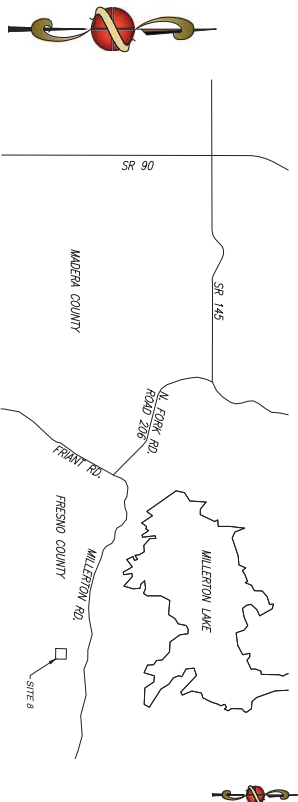 SR 90
SR 145
MADERA COUNTY
N. FORK RD.
ROAD 206
FRIANT RD.
MILLERTON LAKE
MILLERTON RD.
FRESNO COUNTY
SITE 8